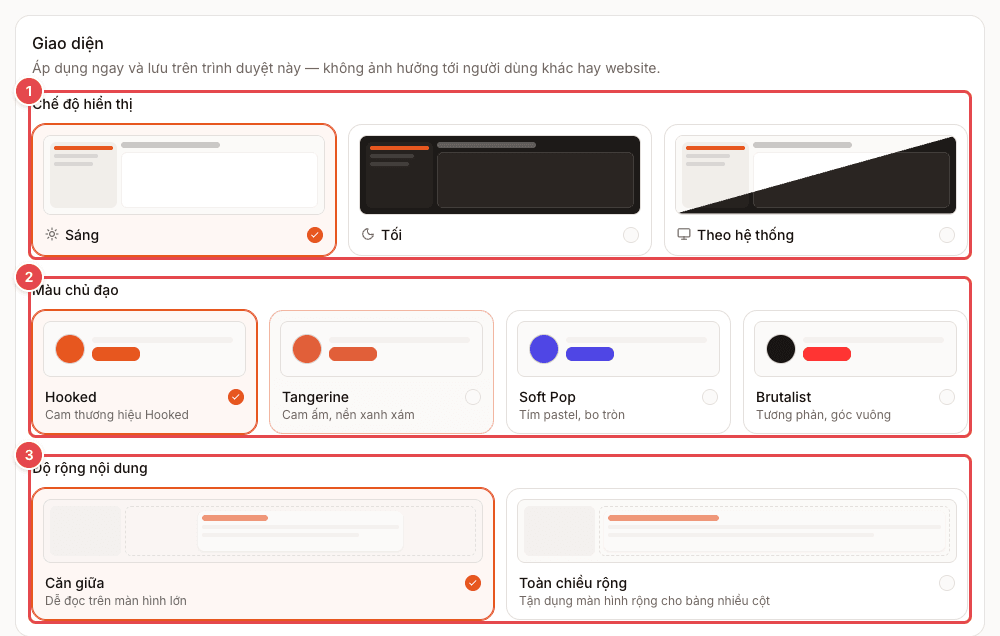 Giao diện
Áp dụng ngay và lưu trên trình duyệt này — không ảnh hưởng tới người dùng khác hay website.
1
Chế độ hiển thị
Sáng
Tối
Theo hệ thống
2
Màu chủ đạo
Hooked
Cam thương hiệu Hooked
Tangerine
Cam ấm, nền xanh xám
Soft Pop
Tím pastel, bo tròn
Brutalist
Tương phản, góc vuông
3
Độ rộng nội dung
Căn giữa
Dễ đọc trên màn hình lớn
Toàn chiều rộng
Tận dụng màn hình rộng cho bảng nhiều cột